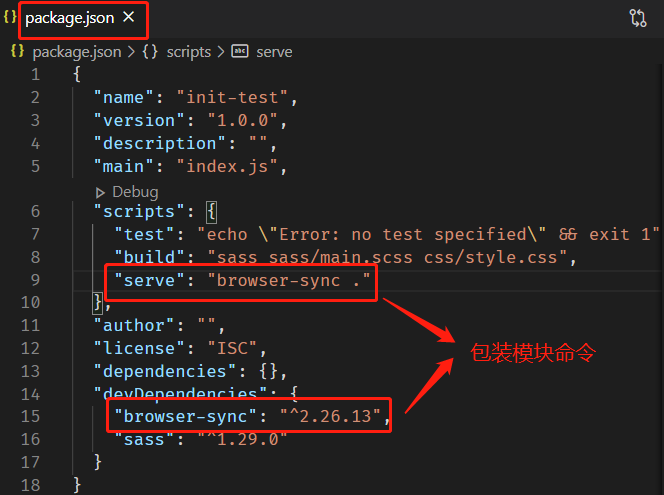 {} package.json ×
{} package.json > {} scripts > abc serve
1 {
2 "name": "init-test",
3 "version": "1.0.0",
4 "description": "",
5 "main": "index.js",
Debug
6 "scripts": {
7 "test": "echo \"Error: no test specified\" && exit 1"
8 "build": "sass sass/main.scss css/style.css",
9 "serve": "browser-sync ."
10 },
11 "author": "",
12 "license": "ISC",
包装模块命令
13 "dependencies": {},
14 "devDependencies": {
15 "browser-sync": "^2.26.13",
16 "sass": "^1.29.0"
17 }
18 }